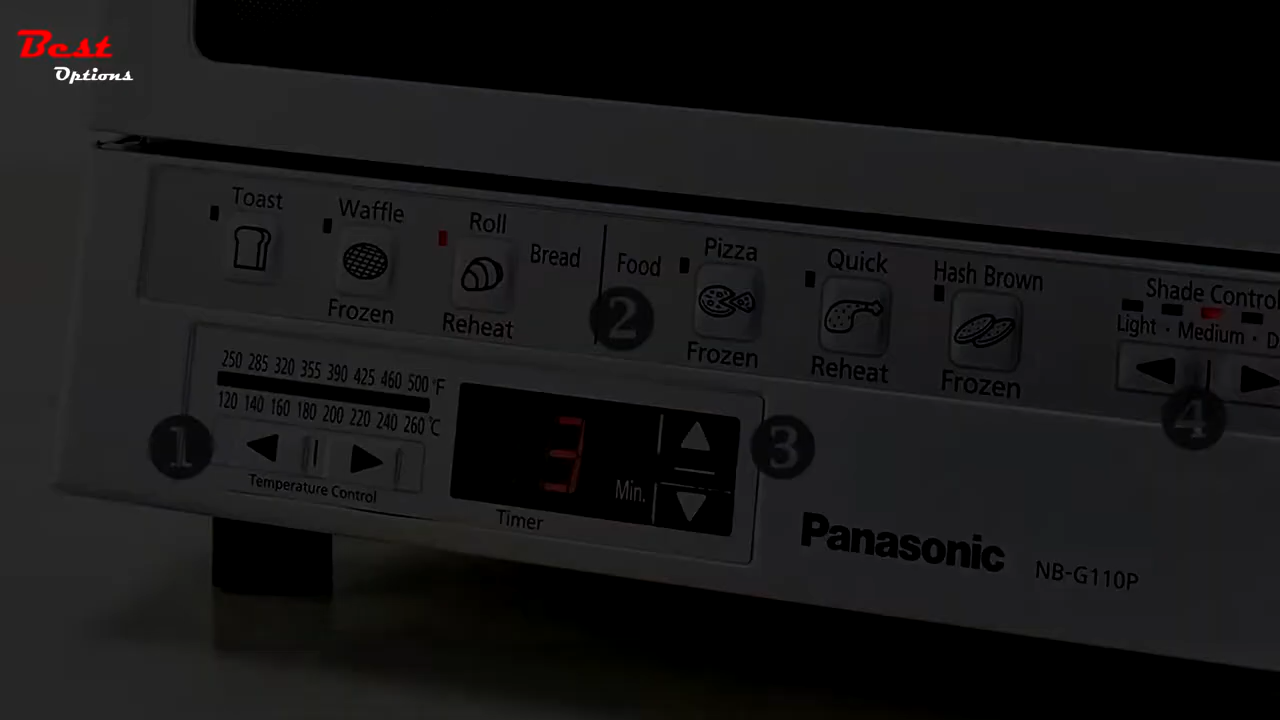 Best
Options
Toast
Waffle
Frozen
Roll
Reheat
Bread
Food
Pizza
Frozen
Quick
Reheat
Hash Brown
Frozen
Shade Control
Light · Medium · D
2
4
250 285 320 355 390 425 460 500 °F
120 140 160 180 200 220 240 260 °C
1
Temperature Control
3
Min.
Timer
3
Panasonic
NB-G110P